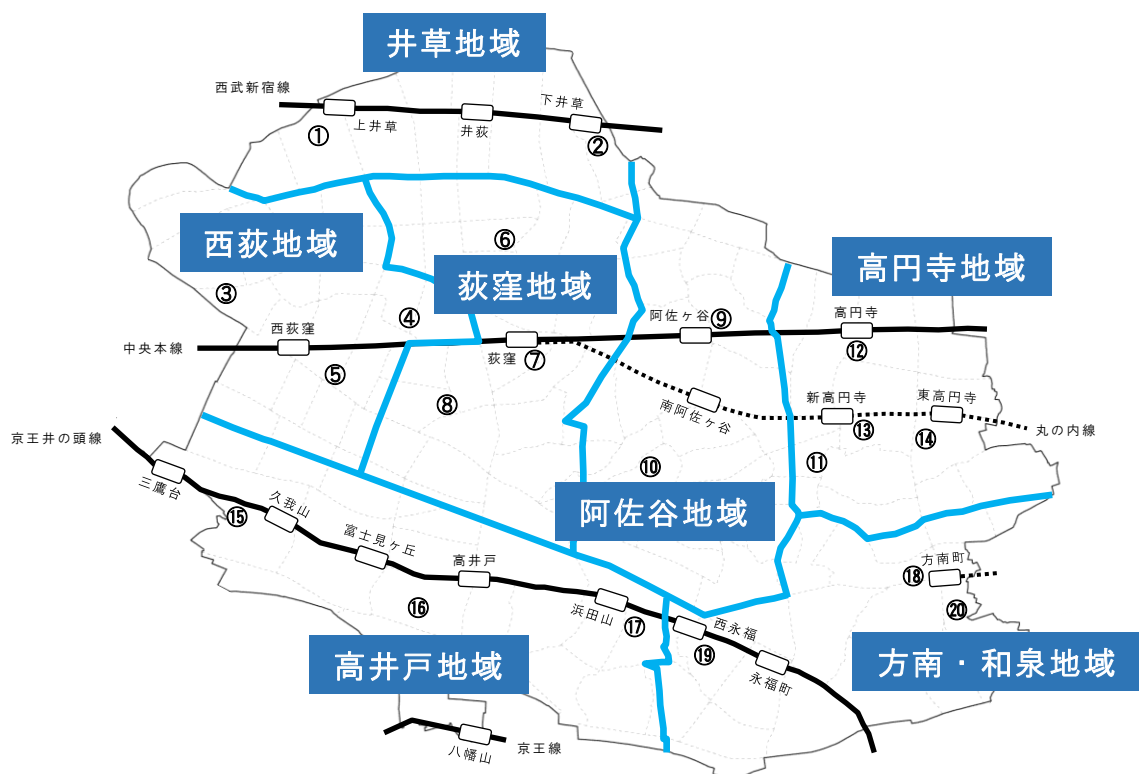 井草地域
西武新宿線
下井草
上井草
井荻
①
②
西荻地域
⑥
高円寺地域
荻窪地域
③
④
阿佐ヶ谷
⑨
高円寺
西荻窪
中央本線
荻窪
⑦
⑫
⑤
⑧
南阿佐ヶ谷
新高円寺
東高円寺
⑬
⑭
丸の内線
京王井の頭線
⑩
⑪
三鷹台
久我山
阿佐谷地域
⑮
富士見ヶ丘
高井戸
方南町
⑱
⑯
浜田山
⑰
⑳
西永福
⑲
高井戸地域
永福町
方南・和泉地域
八幡山
京王線